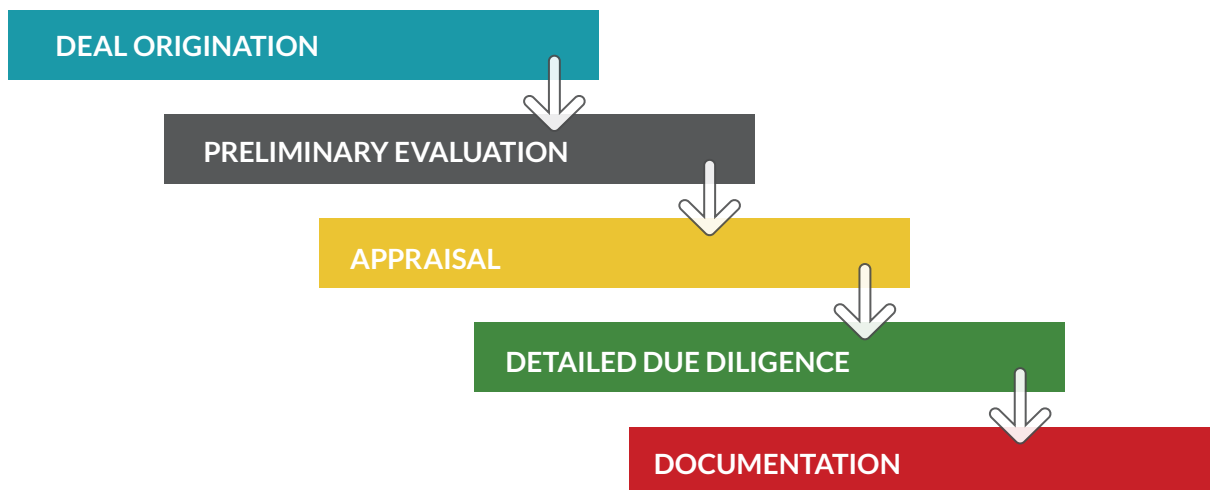 DEAL ORIGINATION
PRELIMINARY EVALUATION
APPRAISAL
DETAILED DUE DILIGENCE
DOCUMENTATION